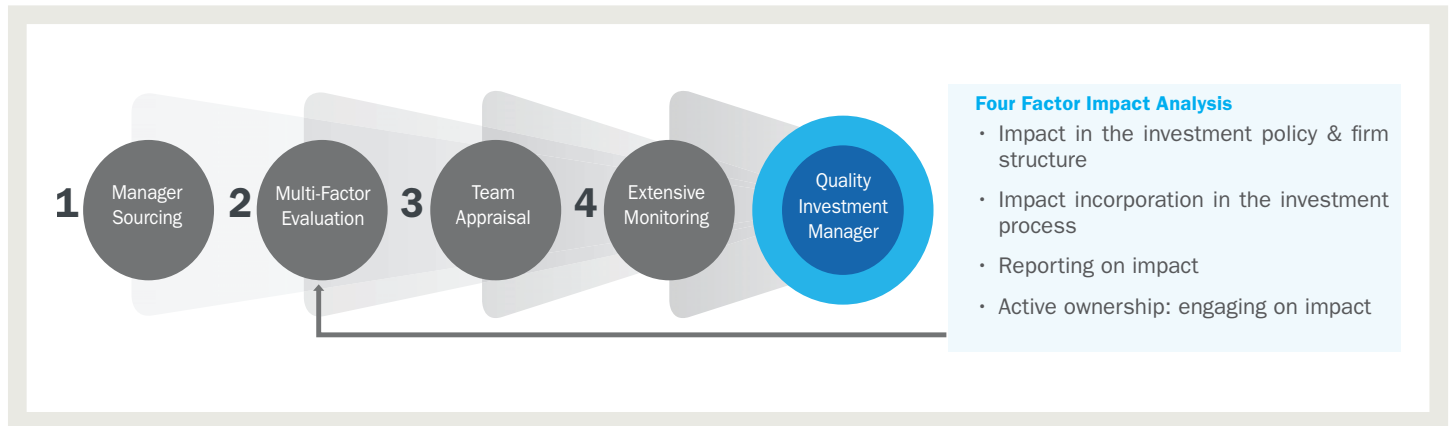 1
Manager
Sourcing
2
Multi-Factor
Evaluation
3
Team
Appraisal
4
Extensive
Monitoring
Quality
Investment
Manager
Four Factor Impact Analysis
• Impact in the investment policy & firm
structure
• Impact incorporation in the investment
process
• Reporting on impact
• Active ownership: engaging on impact